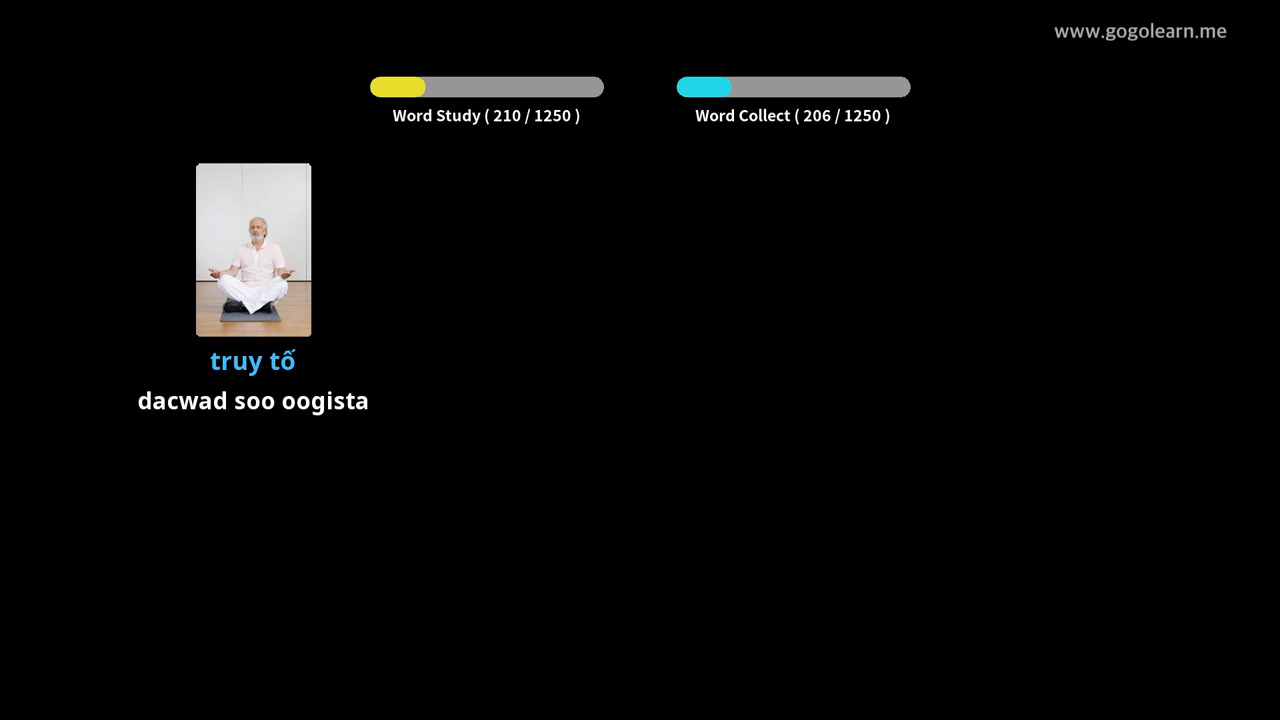 www.gogolearn.me
Word Study ( 210 / 1250 )
Word Collect ( 206 / 1250 )
truy tố
dacwad soo oogista